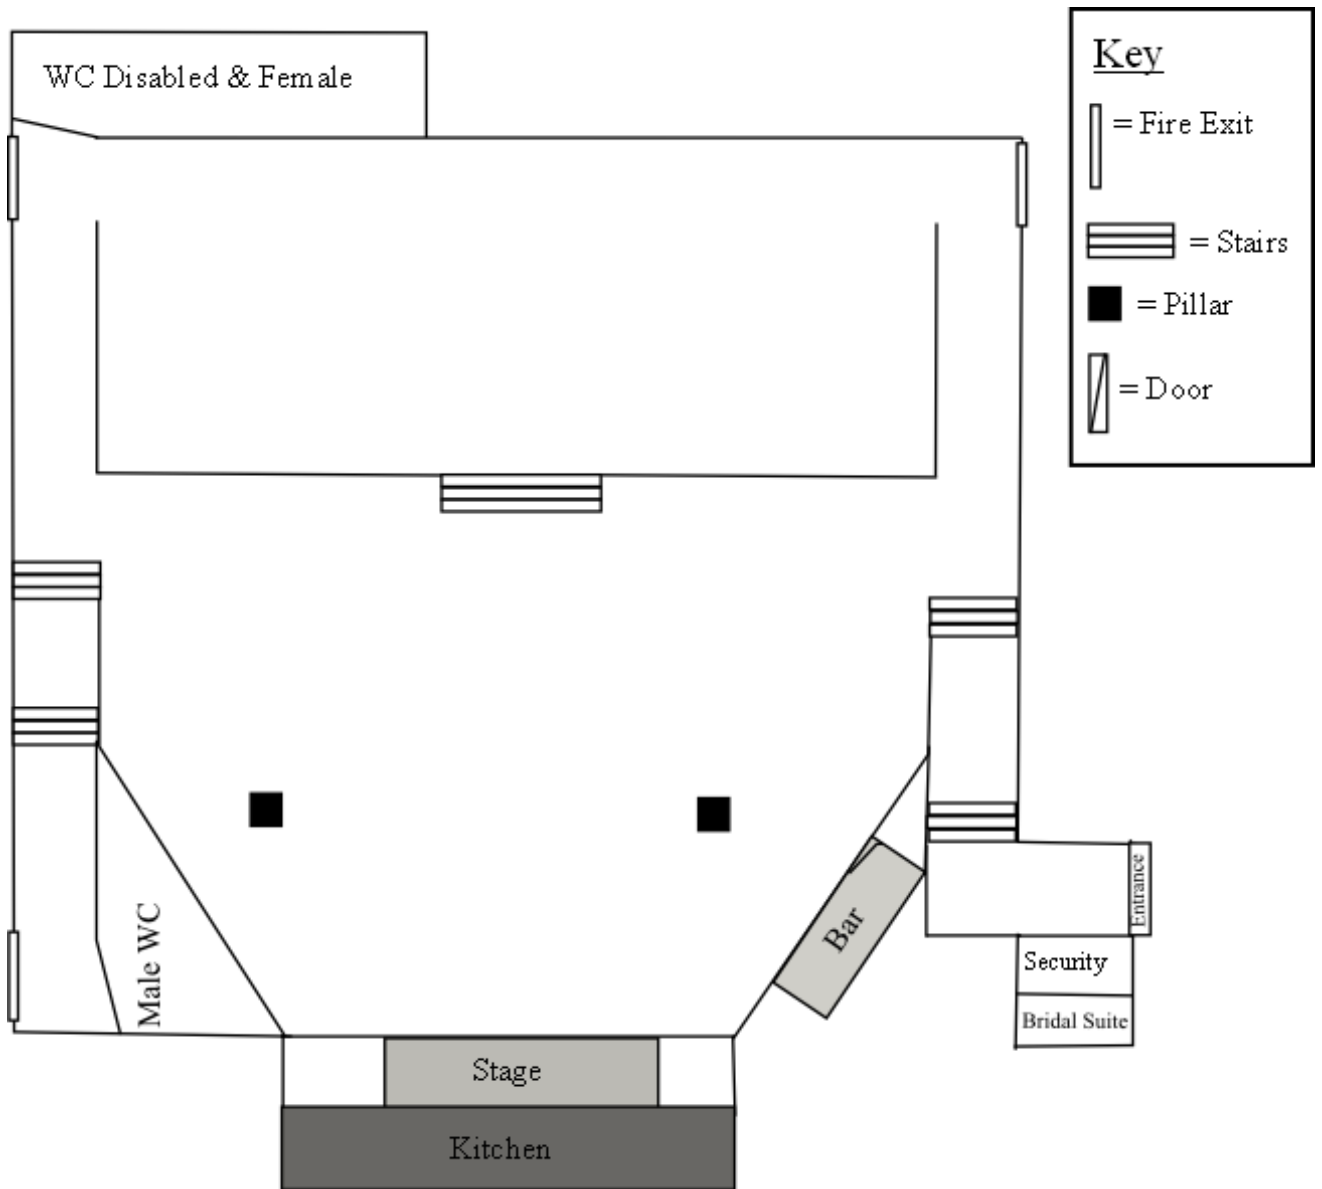 WC Disabled & Female
Key
= Fire Exit
= Stairs
= Pillar
= Door
Entrance
Bar
Male WC
Security
Bridal Suite
Stage
Kitchen